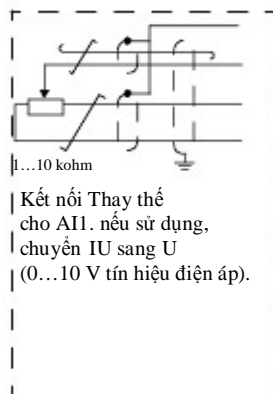 1…10 kohm
Kết nối Thay thế
cho AI1. nếu sử dụng,
chuyển IU sang U
(0…10 V tín hiệu điện áp).